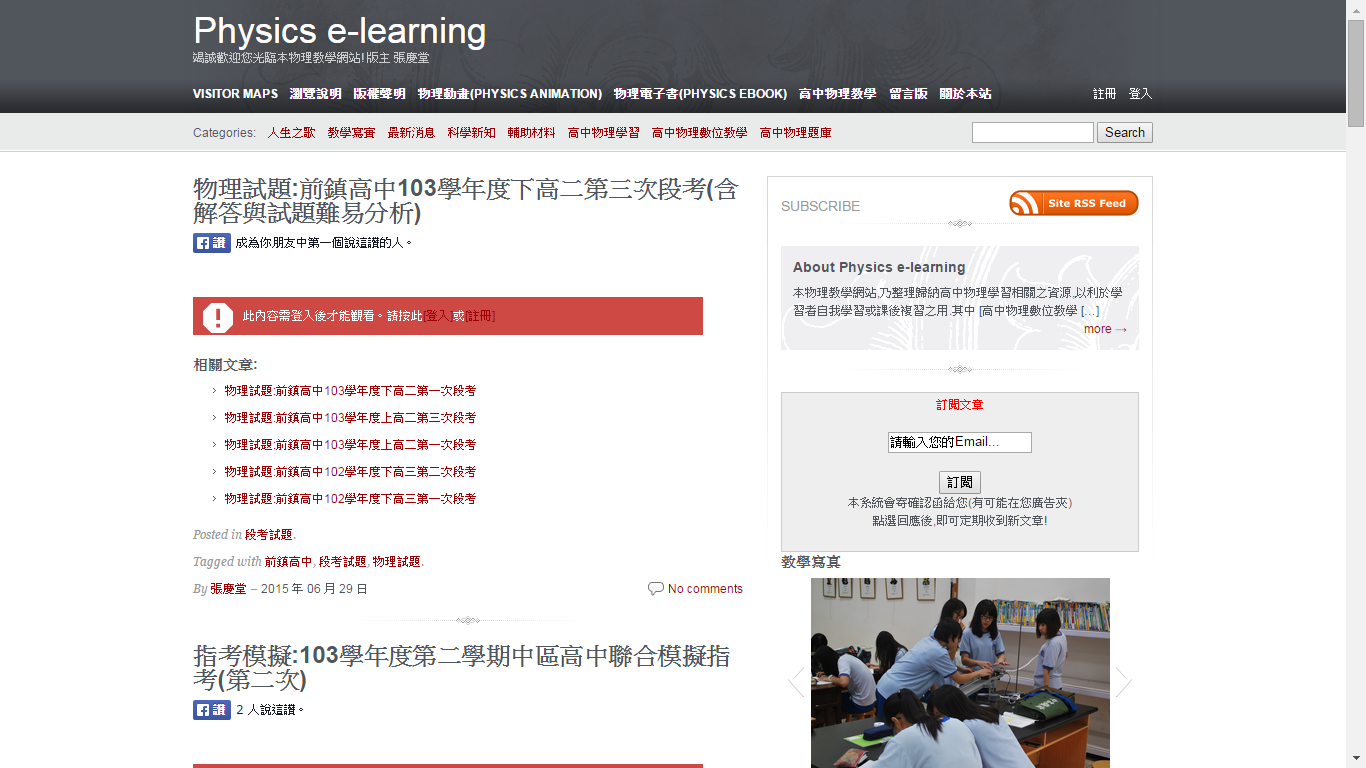 Physics e-learning
竭誠歡迎您光臨本物理教學網站! 版主 張慶堂
VISITOR MAPS 瀏覽說明 版權聲明 物理動畫(PHYSICS ANIMATION) 物理電子書(PHYSICS EBOOK) 高中物理教學 留言版 關於本站 註冊 登入
Categories: 人生之歌 教學寫實 最新消息 科學新知 輔助材料 高中物理學習 高中物理數位教學 高中物理題庫 Search
物理試題:前鎮高中103學年度下高二第三次段考(含
解答與試題難易分析)
讚 成為你朋友中第一個說這讚的人。
此內容需登入後才能觀看。請按此[登入]或[註冊]
相關文章:
物理試題:前鎮高中103學年度下高二第一次段考
物理試題:前鎮高中103學年度上高二第三次段考
物理試題:前鎮高中103學年度上高二第一次段考
物理試題:前鎮高中102學年度下高三第二次段考
物理試題:前鎮高中102學年度下高三第一次段考
Posted in 段考試題.
Tagged with 前鎮高中, 段考試題, 物理試題.
By 張慶堂 – 2015 年 06 月 29 日
No comments
指考模擬:103學年度第二學期中區高中聯合模擬指
考(第二次)
讚 2 人說這讚。
SUBSCRIBE
Site RSS Feed
About Physics e-learning
本物理教學網站,乃整理歸納高中物理學習相關之資源,以利於學
習者自我學習或課後複習之用.其中 [高中物理數位教學 [...]
more →
訂閱文章
請輸入您的Email...
訂閱
本系統會寄確認函給您(有可能在您廣告夾)
點選回應後,即可定期收到新文章!
教學寫真